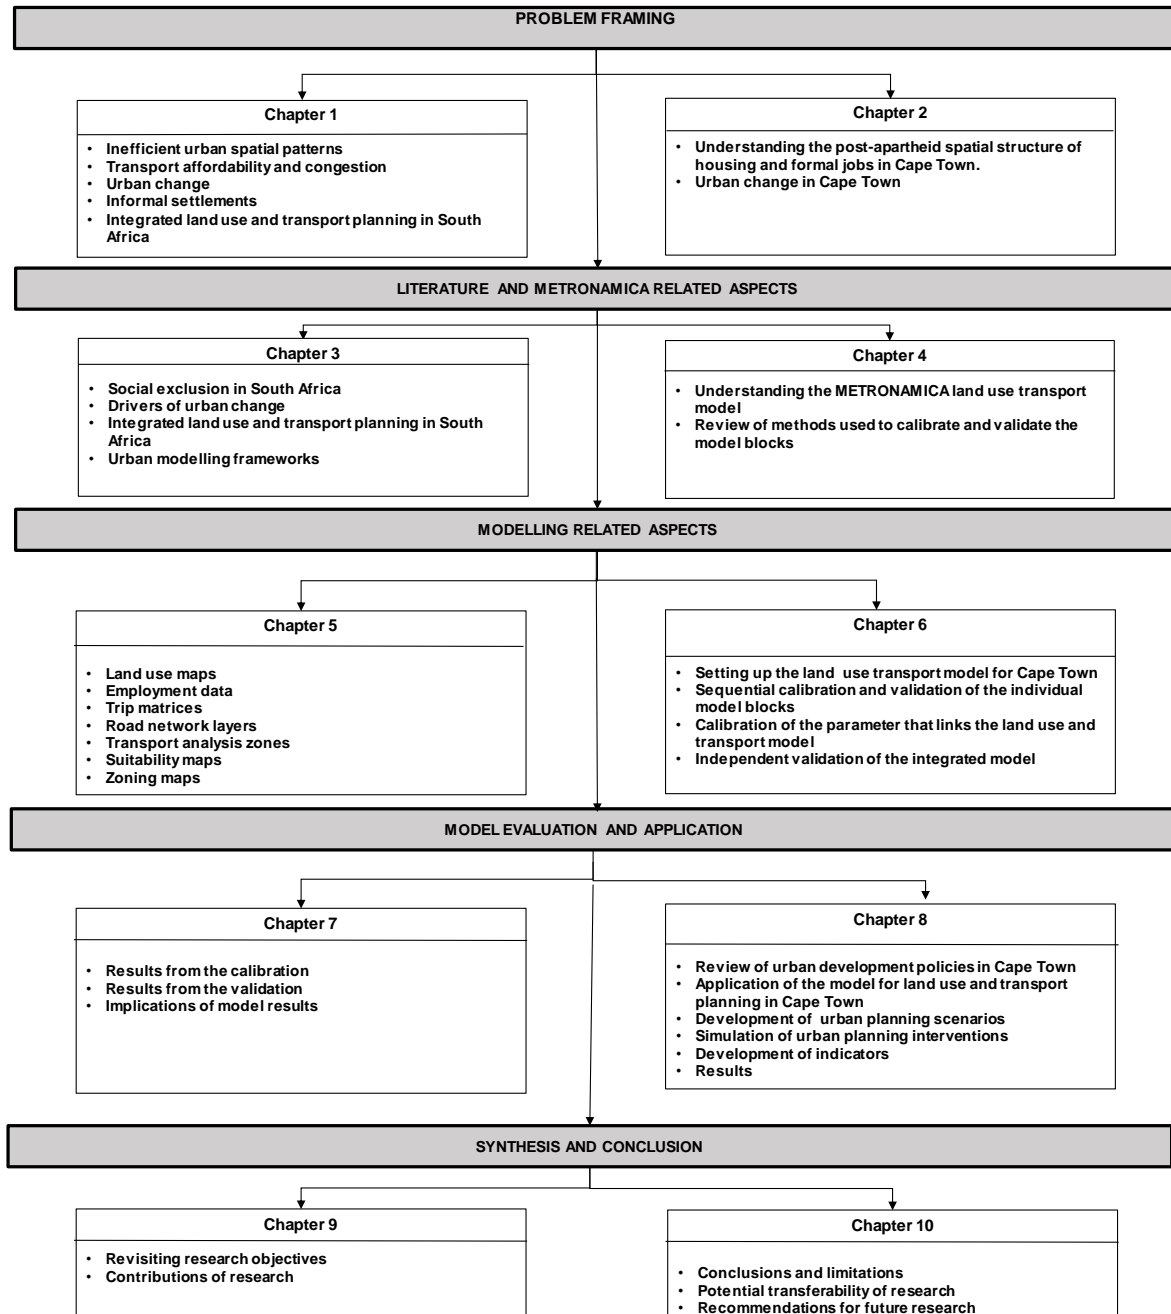 PROBLEM FRAMING
Chapter 1
• Inefficient urban spatial patterns
• Transport affordability and congestion
• Urban change
• Informal settlements
• Integrated land use and transport planning in South
Africa
Chapter 2
• Understanding the post-apartheid spatial structure of
housing and formal jobs in Cape Town.
• Urban change in Cape Town
LITERATURE AND METRONAMICA RELATED ASPECTS
Chapter 3
• Social exclusion in South Africa
• Drivers of urban change
• Integrated land use and transport planning in South
Africa
• Urban modelling frameworks
Chapter 4
• Understanding the METRONAMICA land use transport
model
• Review of methods used to calibrate and validate the
model blocks
MODELLING RELATED ASPECTS
Chapter 5
• Land use maps
• Employment data
• Trip matrices
• Road network layers
• Transport analysis zones
• Suitability maps
• Zoning maps
Chapter 6
• Setting up the land use transport model for Cape Town
• Sequential calibration and validation of the individual
model blocks
• Calibration of the parameter that links the land use and
transport model
• Independent validation of the integrated model
MODEL EVALUATION AND APPLICATION
Chapter 7
• Results from the calibration
• Results from the validation
• Implications of model results
Chapter 8
• Review of urban development policies in Cape Town
• Application of the model for land use and transport
planning in Cape Town
• Development of urban planning scenarios
• Simulation of urban planning interventions
• Development of indicators
• Results
SYNTHESIS AND CONCLUSION
Chapter 9
• Revisiting research objectives
• Contributions of research
Chapter 10
• Conclusions and limitations
• Potential transferability of research
• Recommendations for future research